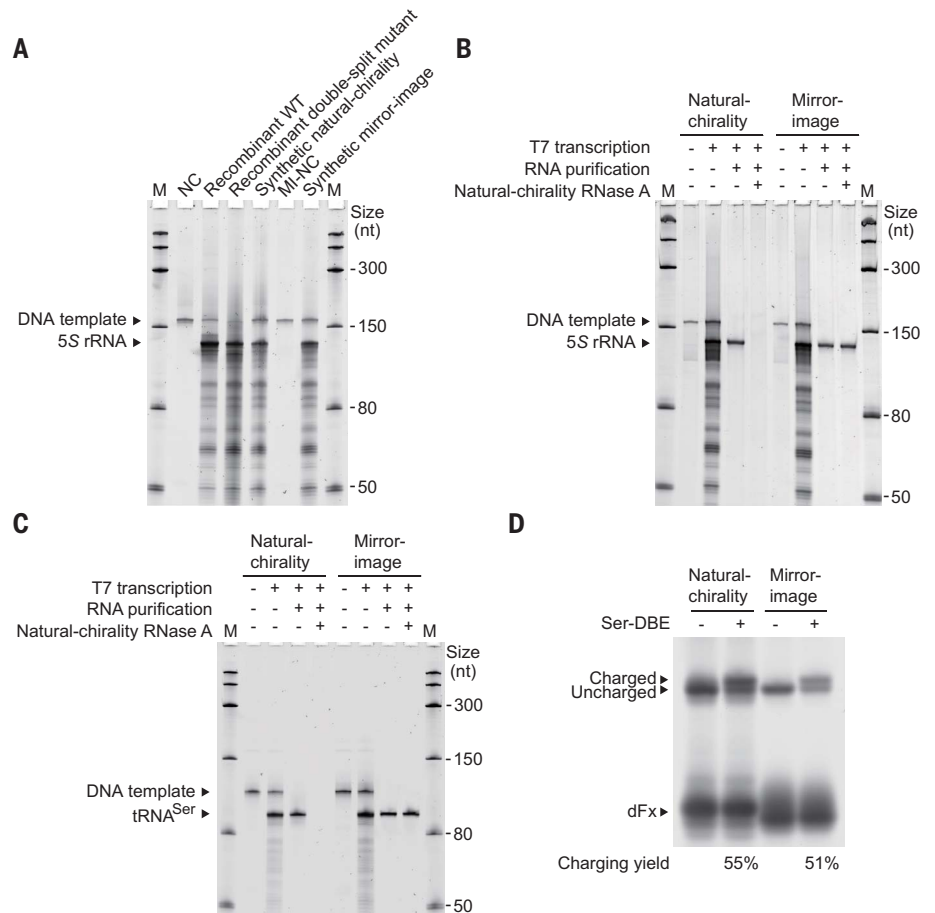 A
M
NC
Recombinant WT
Recombinant double-split mutant
Synthetic natural-chirality
MI-NC
Synthetic mirror-image
M
Size
(nt)
300
DNA template
150
5S rRNA
80
50
B
Natural-
chirality
Mirror-
image
T7 transcription - + + + - + + +
RNA purification - - + + - - + +
Natural-chirality RNase A - - - + - - - +
M
M
Size
(nt)
300
DNA template
150
5S rRNA
80
50
C
Natural-
chirality
Mirror-
image
T7 transcription - + + + - + + +
RNA purification - - + + - - + +
Natural-chirality RNase A - - - + - - - +
M
M
Size
(nt)
300
150
DNA template
tRNA^Ser
80
50
D
Natural-
chirality
Mirror-
image
Ser-DBE - + - +
Charged
Uncharged
dFx
Charging yield 55% 51%